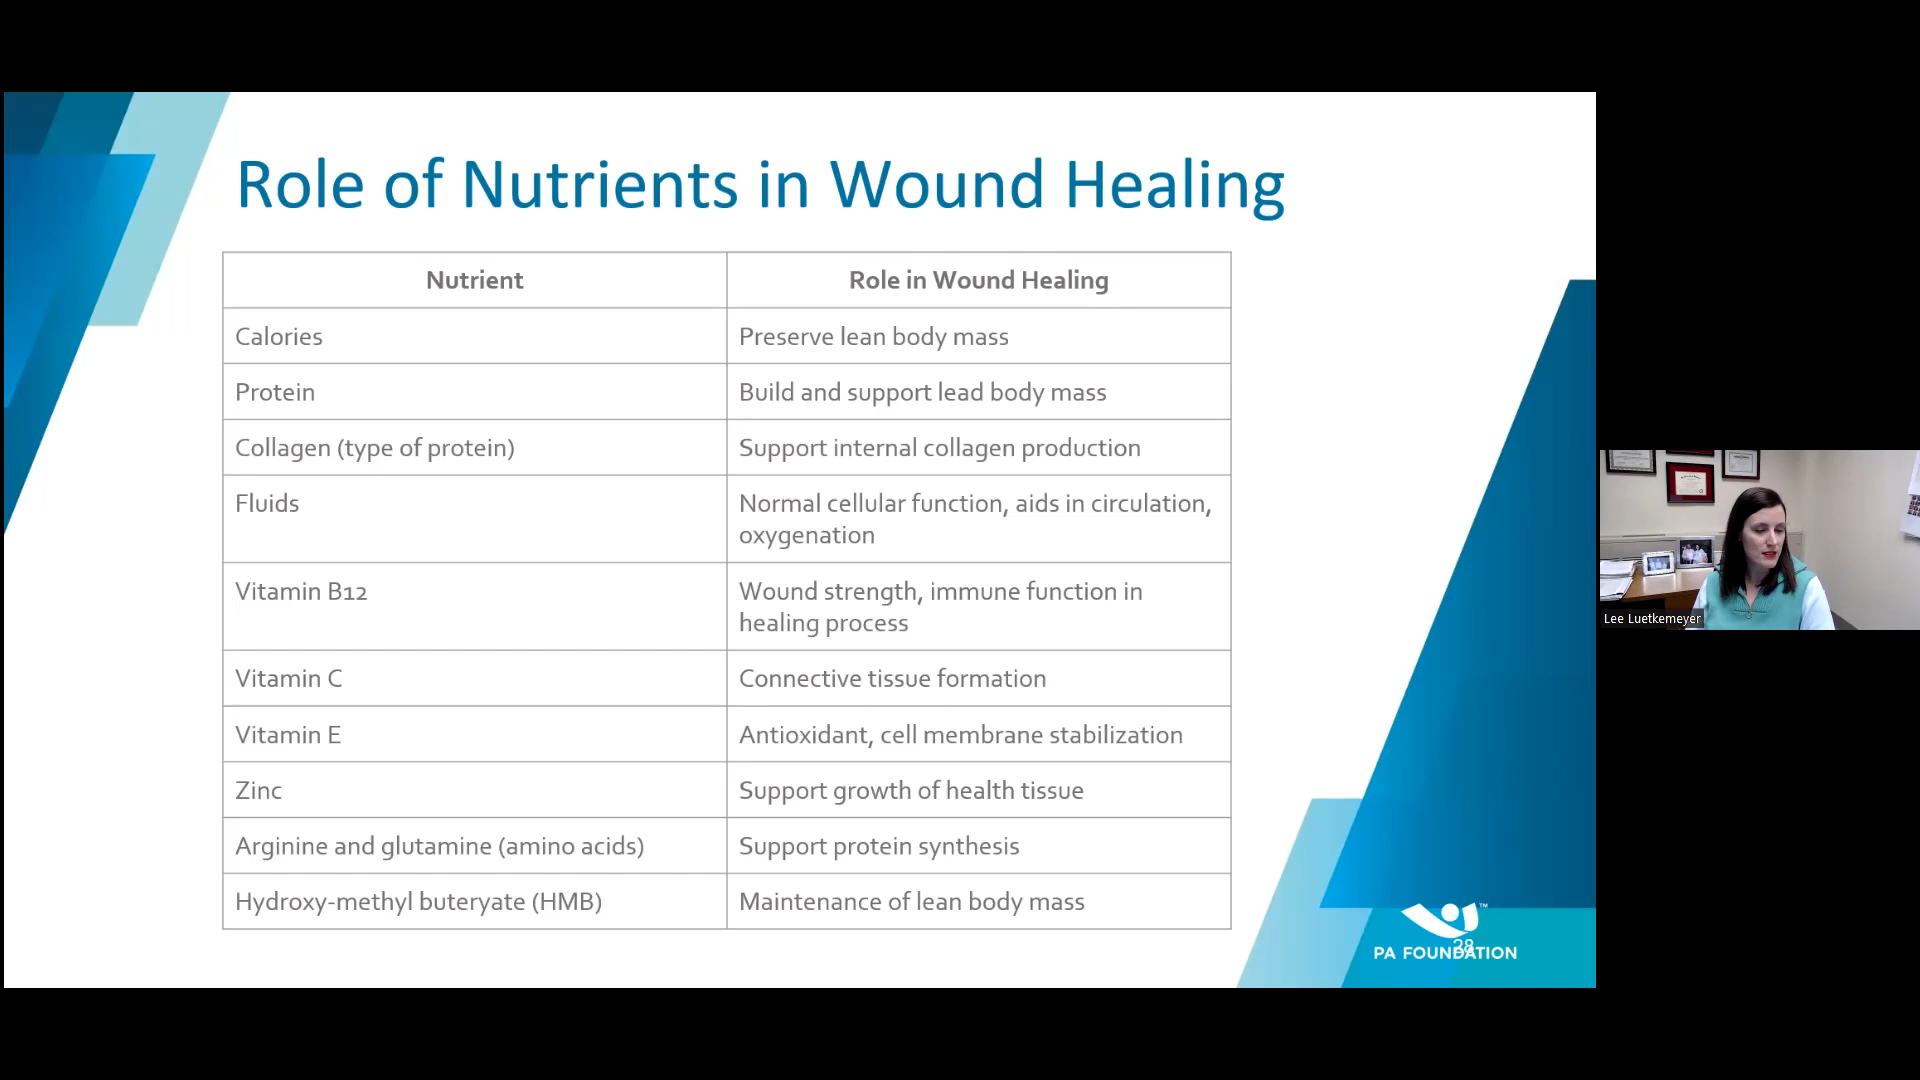 Role of Nutrients in Wound Healing
Nutrient
Role in Wound Healing
Calories
Preserve lean body mass
Protein
Build and support lead body mass
Collagen (type of protein)
Support internal collagen production
Fluids
Normal cellular function, aids in circulation,
oxygenation
Vitamin B12
Wound strength, immune function in
healing process
Vitamin C
Connective tissue formation
Vitamin E
Antioxidant, cell membrane stabilization
Zinc
Support growth of health tissue
Arginine and glutamine (amino acids)
Support protein synthesis
Hydroxy-methyl buteryate (HMB)
Maintenance of lean body mass
TM
28
PA FOUNDATION
Lee Luetkemeyer